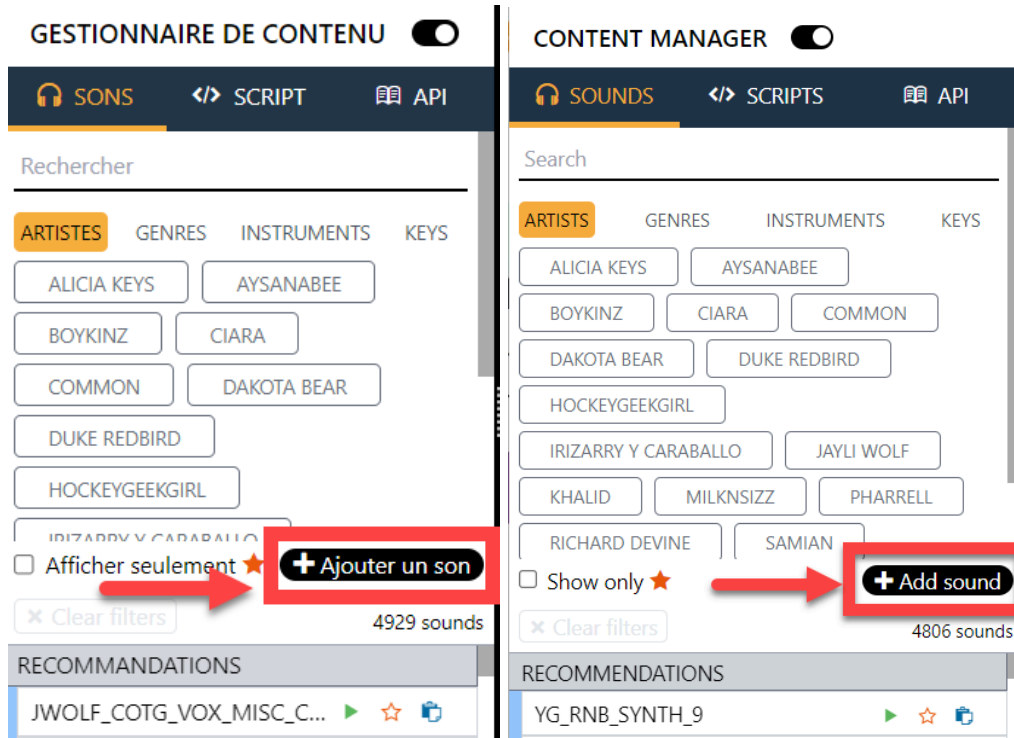 GESTIONNAIRE DE CONTENU
SONS
</> SCRIPT
API
Rechercher
ARTISTES GENRES INSTRUMENTS KEYS
ALICIA KEYS AYSANABEE
BOYKINZ CIARA
COMMON DAKOTA BEAR
DUKE REDBIRD
HOCKEYGEEKGIRL
IRIZARRY Y CARABALLO
Afficher seulement
+ Ajouter un son
× Clear filters
4929 sounds
RECOMMANDATIONS
JWOLF_COTG_VOX_MISC_C...
CONTENT MANAGER
SOUNDS
</> SCRIPTS
API
Search
ARTISTS GENRES INSTRUMENTS KEYS
ALICIA KEYS AYSANABEE
BOYKINZ CIARA COMMON
DAKOTA BEAR DUKE REDBIRD
HOCKEYGEEKGIRL
IRIZARRY Y CARABALLO JAYLI WOLF
KHALID MILKNSIZZ PHARRELL
RICHARD DEVINE SAMIAN
Show only
+ Add sound
× Clear filters
4806 sounds
RECOMMENDATIONS
YG_RNB_SYNTH_9